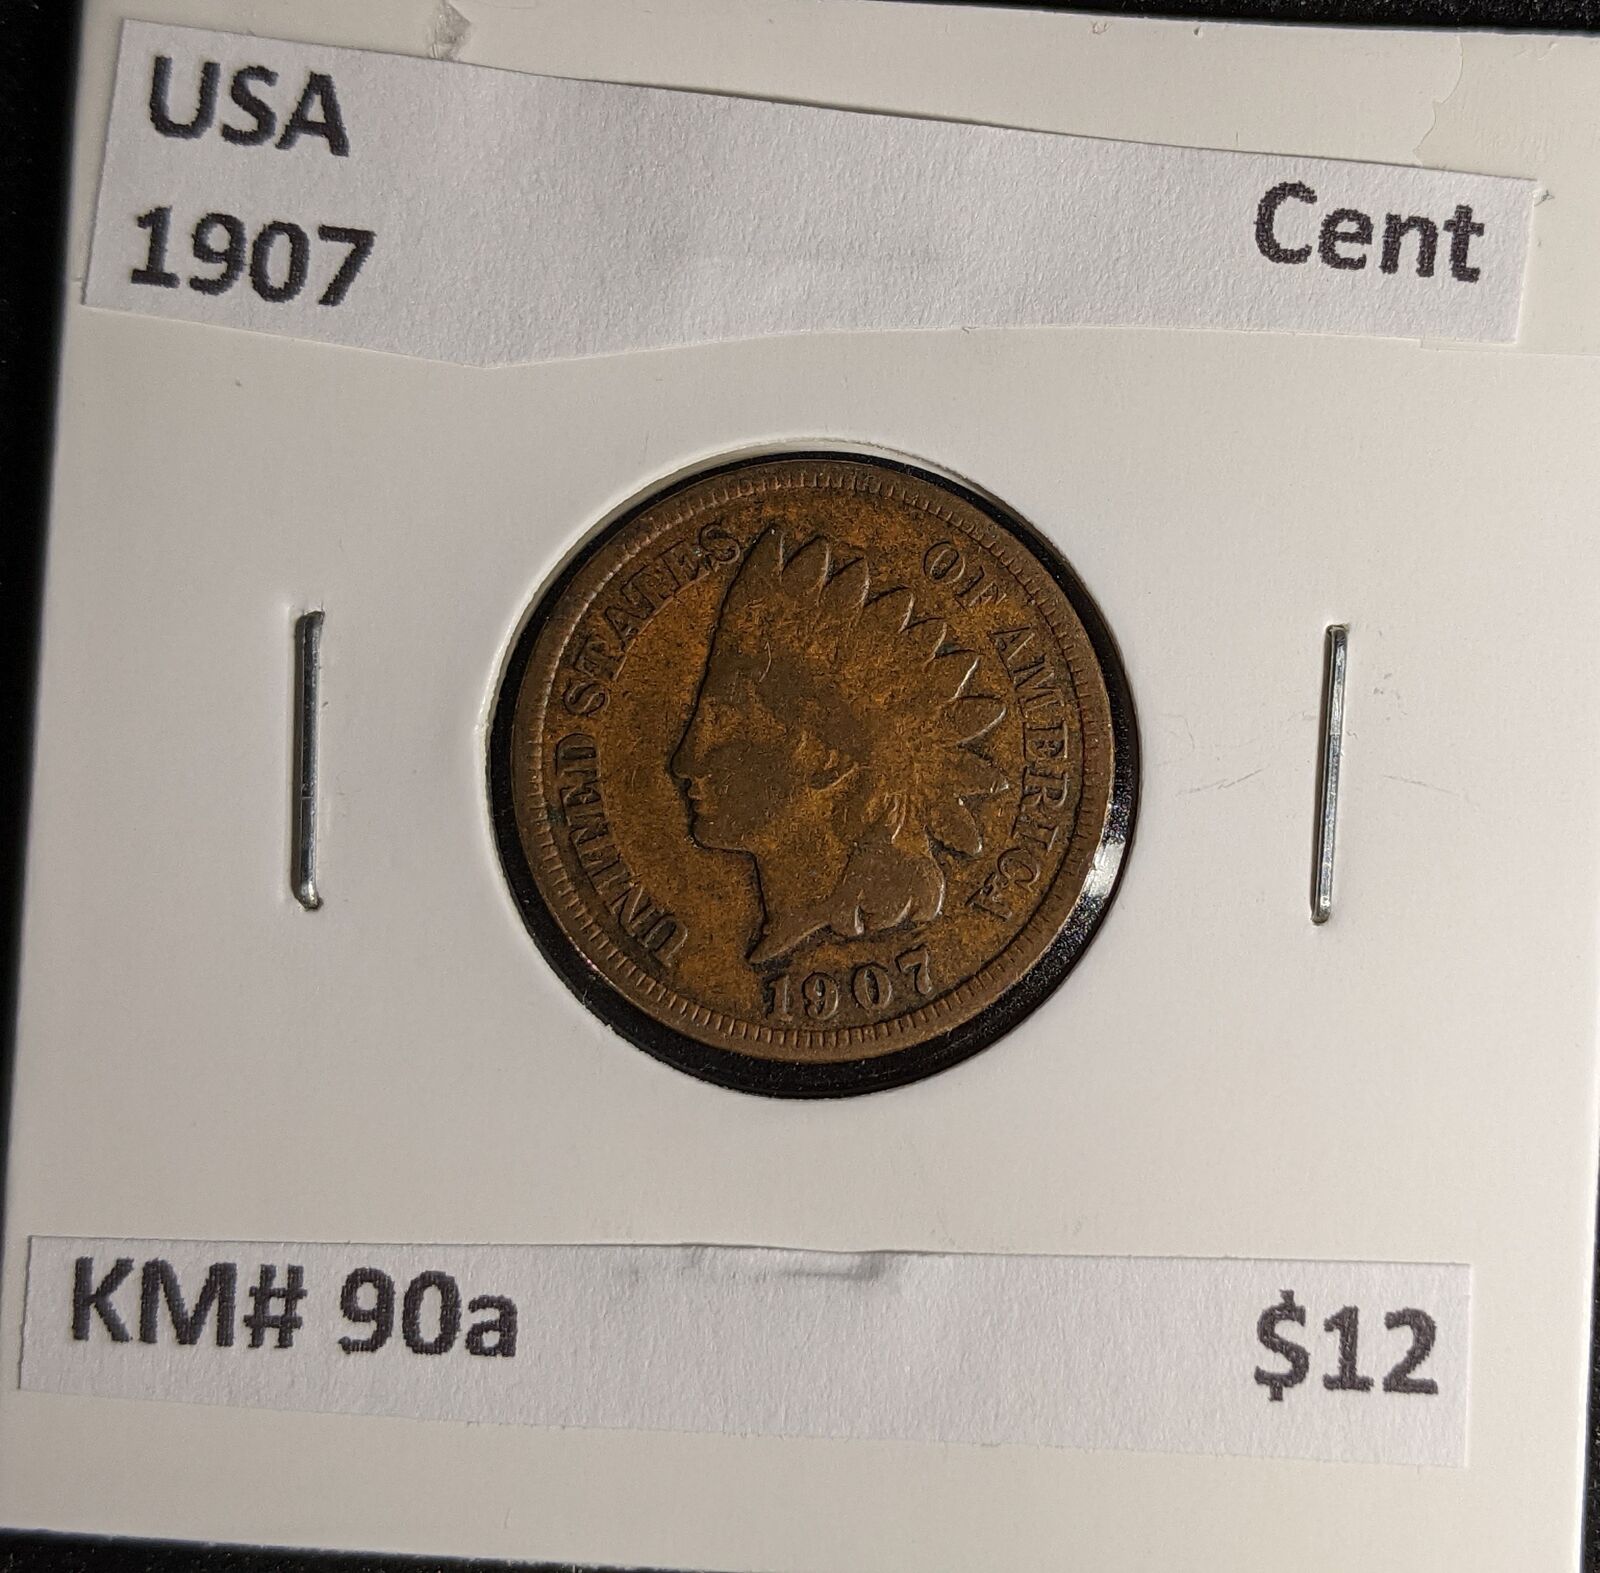 USA
1907 Cent
UNITED STATES OF AMERICA
1907
KM# 90a $12